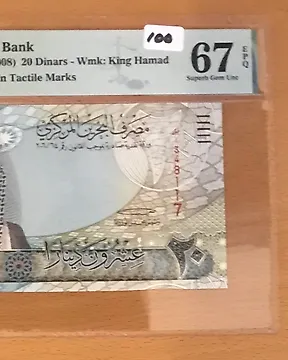 Bank
100
67
EPQ
008) 20 Dinars - Wmk: King Hamad
Superb Gem Unc
n Tactile Marks
مصرف البحرين المركزي
عشرون دينارا
٢٠